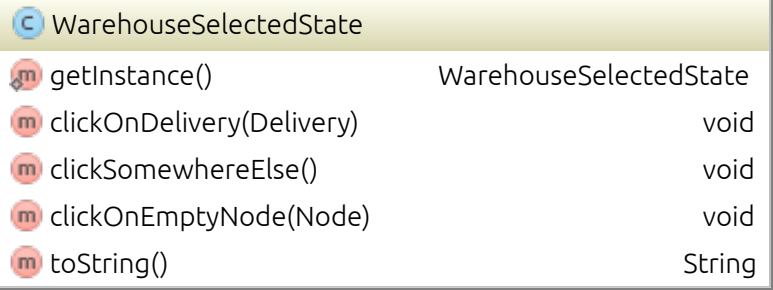 C WarehouseSelectedState
m getInstance() WarehouseSelectedState
m clickOnDelivery(Delivery) void
m clickSomewhereElse() void
m clickOnEmptyNode(Node) void
m toString() String